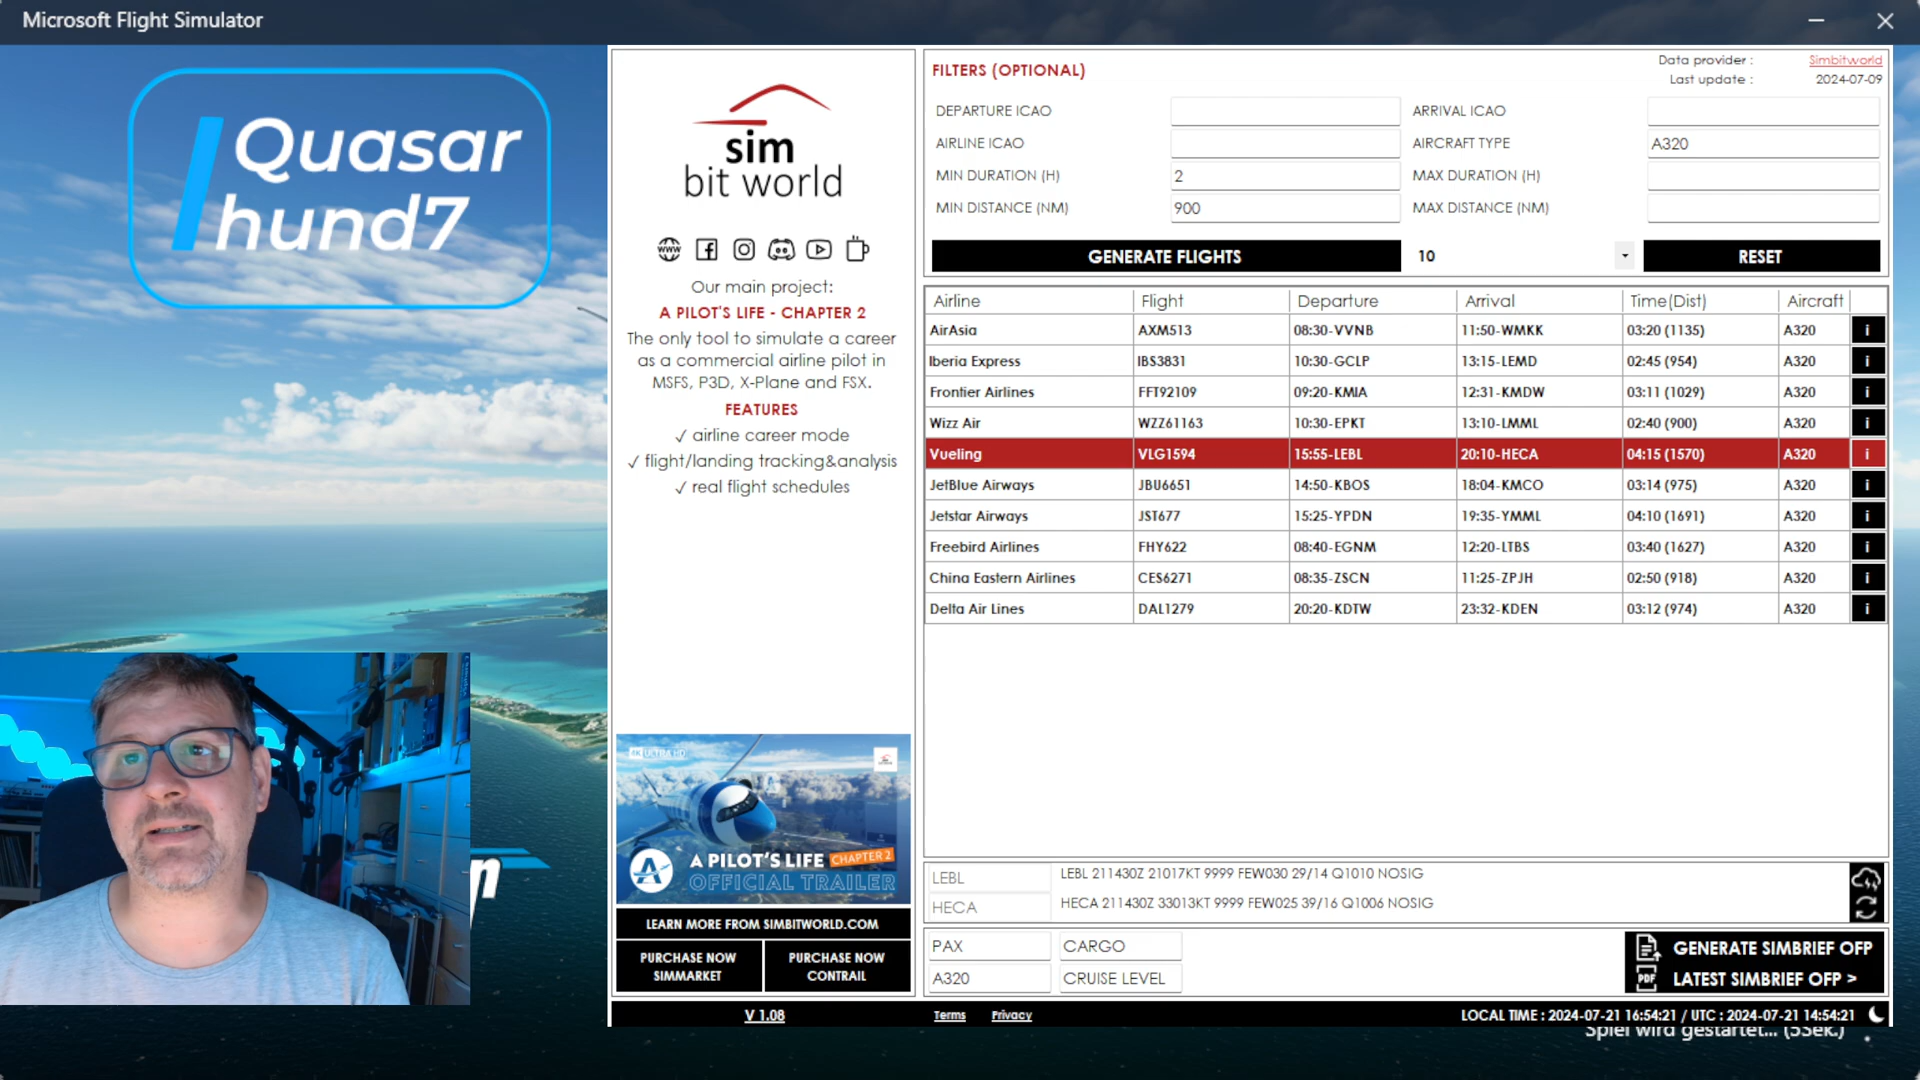 Microsoft Flight Simulator
Quasar
hund7
sim
bit world
www
Our main project:
A PILOT'S LIFE - CHAPTER 2
The only tool to simulate a career
as a commercial airline pilot in
MSFS, P3D, X-Plane and FSX.
FEATURES
✓ airline career mode
✓ flight/landing tracking&analysis
✓ real flight schedules
4K ULTRA HD
A PILOT'S LIFE CHAPTER 2
OFFICIAL TRAILER
LEARN MORE FROM SIMBITWORLD.COM
PURCHASE NOW
SIMMARKET
PURCHASE NOW
CONTRAIL
V 1.08
FILTERS (OPTIONAL)
Data provider : Simbitworld
Last update : 2024-07-09
DEPARTURE ICAO ARRIVAL ICAO
AIRLINE ICAO AIRCRAFT TYPE A320
MIN DURATION (H) 2 MAX DURATION (H)
MIN DISTANCE (NM) 900 MAX DISTANCE (NM)
GENERATE FLIGHTS 10 RESET
Airline Flight Departure Arrival Time(Dist) Aircraft
AirAsia AXM513 08:30-VVNB 11:50-WMKK 03:20 (1135) A320 i
Iberia Express IBS3831 10:30-GCLP 13:15-LEMD 02:45 (954) A320 i
Frontier Airlines FFT92109 09:20-KMIA 12:31-KMDW 03:11 (1029) A320 i
Wizz Air WZZ61163 10:30-EPKT 13:10-LMML 02:40 (900) A320 i
Vueling VLG1594 15:55-LEBL 20:10-HECA 04:15 (1570) A320 i
JetBlue Airways JBU6651 14:50-KBOS 18:04-KMCO 03:14 (975) A320 i
Jetstar Airways JST677 15:25-YPDN 19:35-YMML 04:10 (1691) A320 i
Freebird Airlines FHY622 08:40-EGNM 12:20-LTBS 03:40 (1627) A320 i
China Eastern Airlines CES6271 08:35-ZSCN 11:25-ZPJH 02:50 (918) A320 i
Delta Air Lines DAL1279 20:20-KDTW 23:32-KDEN 03:12 (974) A320 i
LEBL LEBL 211430Z 21017KT 9999 FEW030 29/14 Q1010 NOSIG
HECA HECA 211430Z 33013KT 9999 FEW025 39/16 Q1006 NOSIG
PAX CARGO
A320 CRUISE LEVEL
GENERATE SIMBRIEF OFP
PDF LATEST SIMBRIEF OFP >
Terms Privacy LOCAL TIME : 2024-07-21 16:54:21 / UTC : 2024-07-21 14:54:21
Spiel wird gestartet... (5Sek.)